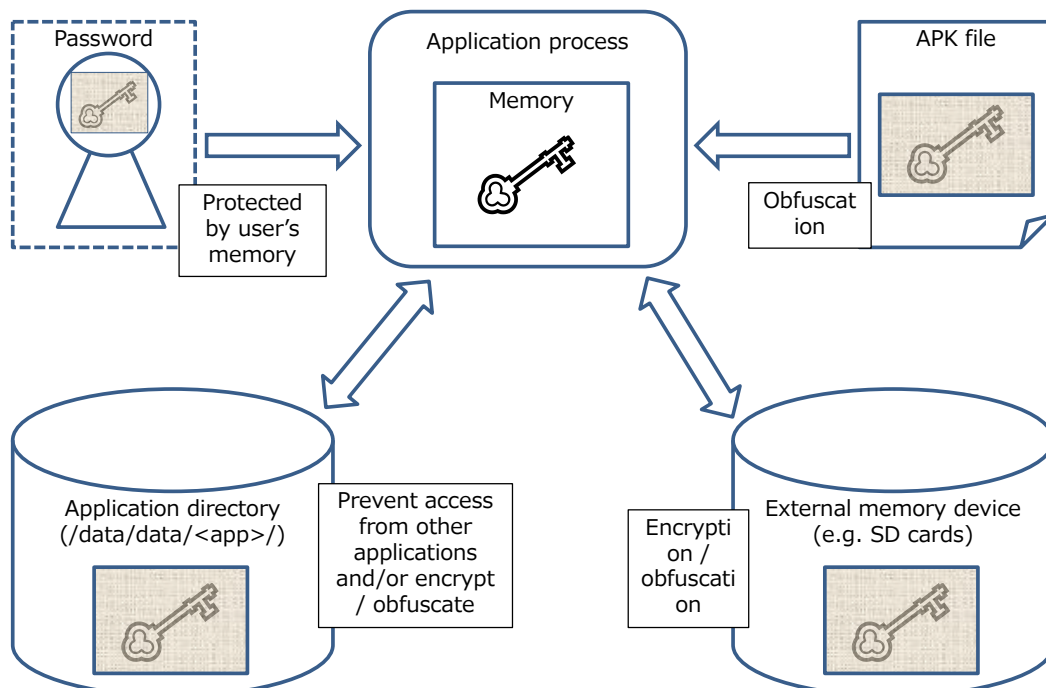 Password
Application process
APK file
Memory
Protected
by user’s
memory
Obfuscat
ion
Application directory
(/data/data/<app>/)
Prevent access
from other
applications
and/or encrypt
/ obfuscate
Encrypti
on /
obfuscati
on
External memory device
(e.g. SD cards)